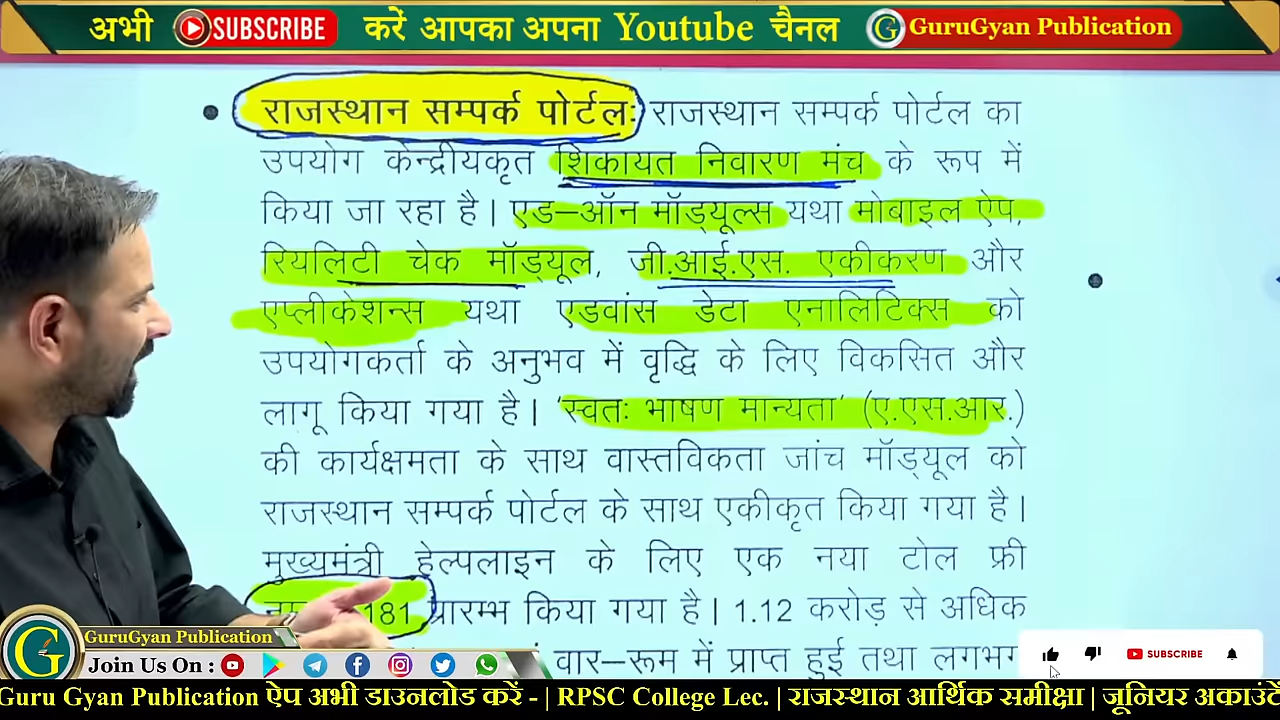 अभी SUBSCRIBE करें आपका अपना Youtube चैनल GuruGyan Publication
राजस्थान सम्पर्क पोर्टल: राजस्थान सम्पर्क पोर्टल का
उपयोग केन्द्रीयकृत शिकायत निवारण मंच के रूप में
किया जा रहा है। एड–ऑन मॉड्यूल्स यथा मोबाइल ऐप,
रियलिटी चेक मॉड्यूल, जी.आई.एस. एकीकरण और
एप्लीकेशन्स यथा एडवांस डेटा एनालिटिक्स को
उपयोगकर्ता के अनुभव में वृद्धि के लिए विकसित और
लागू किया गया है। 'स्वतः भाषण मान्यता' (ए.एस.आर.)
की कार्यक्षमता के साथ वास्तविकता जांच मॉड्यूल को
राजस्थान सम्पर्क पोर्टल के साथ एकीकृत किया गया है।
मुख्यमंत्री हेल्पलाइन के लिए एक नया टोल फ्री
181 प्रारम्भ किया गया है। 1.12 करोड़ से अधिक
वार–रूम में प्राप्त हुई तथा लगभग
GuruGyan Publication
Join Us On :
SUBSCRIBE
Guru Gyan Publication ऐप अभी डाउनलोड करें - | RPSC College Lec. | राजस्थान आर्थिक समीक्षा | जूनियर अकाउंटें